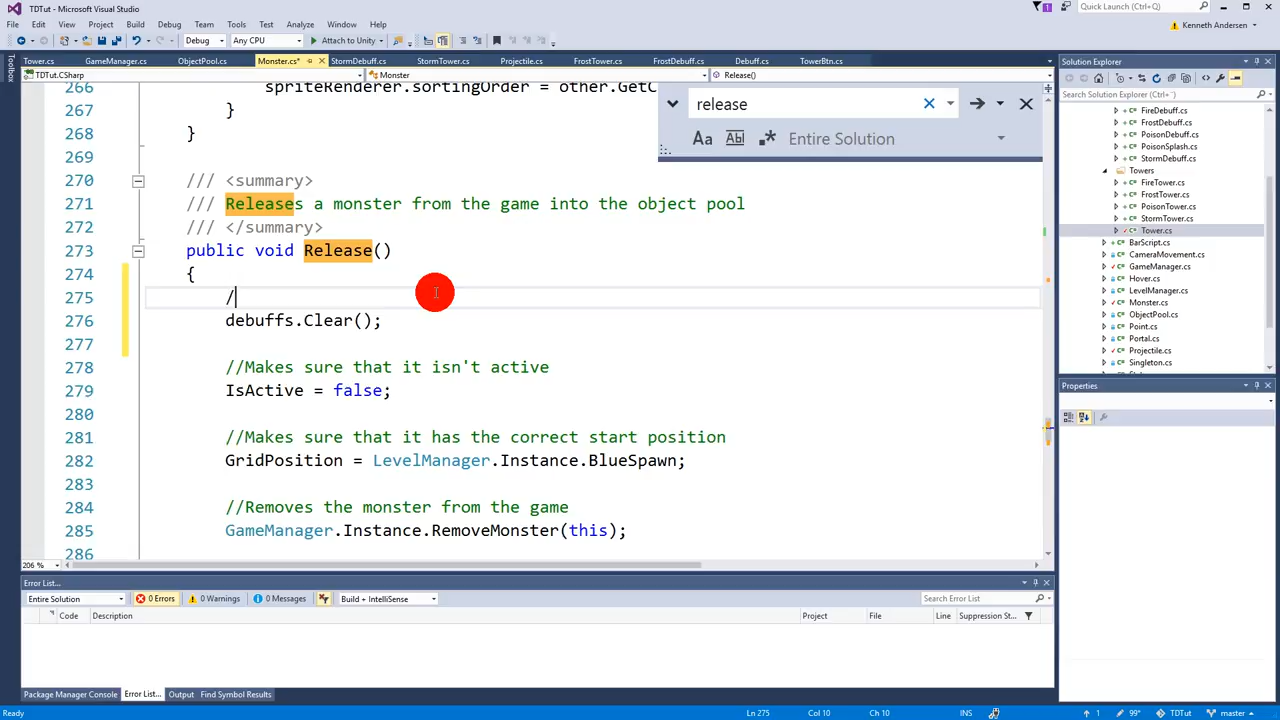 TDTut - Microsoft Visual Studio
1
Quick Launch (Ctrl+Q)
File Edit View Project Build Debug Team Tools Test Analyze Window Help
Kenneth Andersen
Debug Any CPU Attach to Unity
Toolbox
Tower.cs GameManager.cs ObjectPool.cs Monster.cs* StormDebuff.cs StormTower.cs Projectile.cs FrostTower.cs FrostDebuff.cs Debuff.cs TowerBtn.cs
TDTut.CSharp Monster Release()
266 spriteRenderer.sortingOrder = other.GetC
267 }
268 }
269
270 /// <summary>
271 /// Releases a monster from the game into the object pool
272 /// </summary>
273 public void Release()
274 {
275 /
276 debuffs.Clear();
277
278 //Makes sure that it isn't active
279 IsActive = false;
280
281 //Makes sure that it has the correct start position
282 GridPosition = LevelManager.Instance.BlueSpawn;
283
284 //Removes the monster from the game
285 GameManager.Instance.RemoveMonster(this);
286
release
Aa Ab .* Entire Solution
206 %
Solution Explorer
Search Solution Explorer (Ctrl+¨)
FireDebuff.cs
FrostDebuff.cs
PoisonDebuff.cs
PoisonSplash.cs
StormDebuff.cs
Towers
FireTower.cs
FrostTower.cs
PoisonTower.cs
StormTower.cs
Tower.cs
BarScript.cs
CameraMovement.cs
GameManager.cs
Hover.cs
LevelManager.cs
Monster.cs
ObjectPool.cs
Point.cs
Portal.cs
Projectile.cs
Singleton.cs
Properties
Error List...
Entire Solution 0 Errors 0 Warnings 0 Messages Build + IntelliSense Search Error List
Code Description Project File Line Suppression St...
Package Manager Console Error List... Output Find Symbol Results
Ready Ln 275 Col 10 Ch 10 INS 1 99* TDTut master